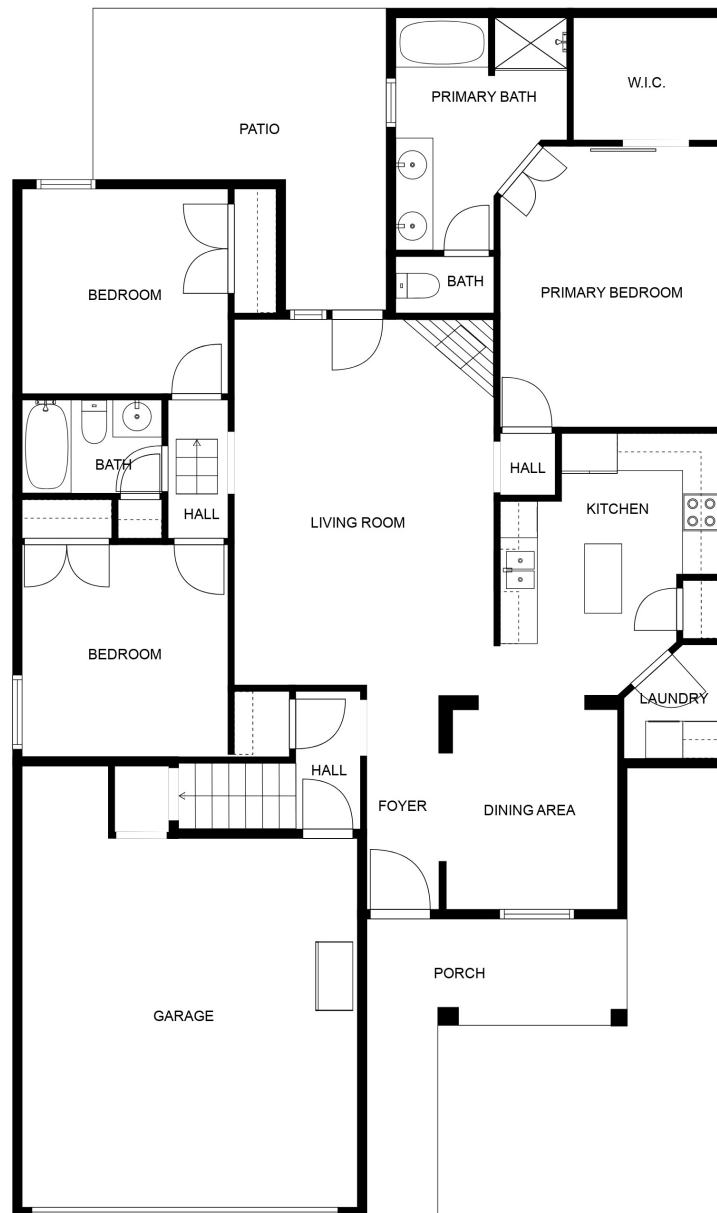 W.I.C.
PRIMARY BATH
PATIO
BATH
PRIMARY BEDROOM
BEDROOM
BATH
HALL
KITCHEN
HALL
LIVING ROOM
BEDROOM
LAUNDRY
HALL
FOYER
DINING AREA
PORCH
GARAGE